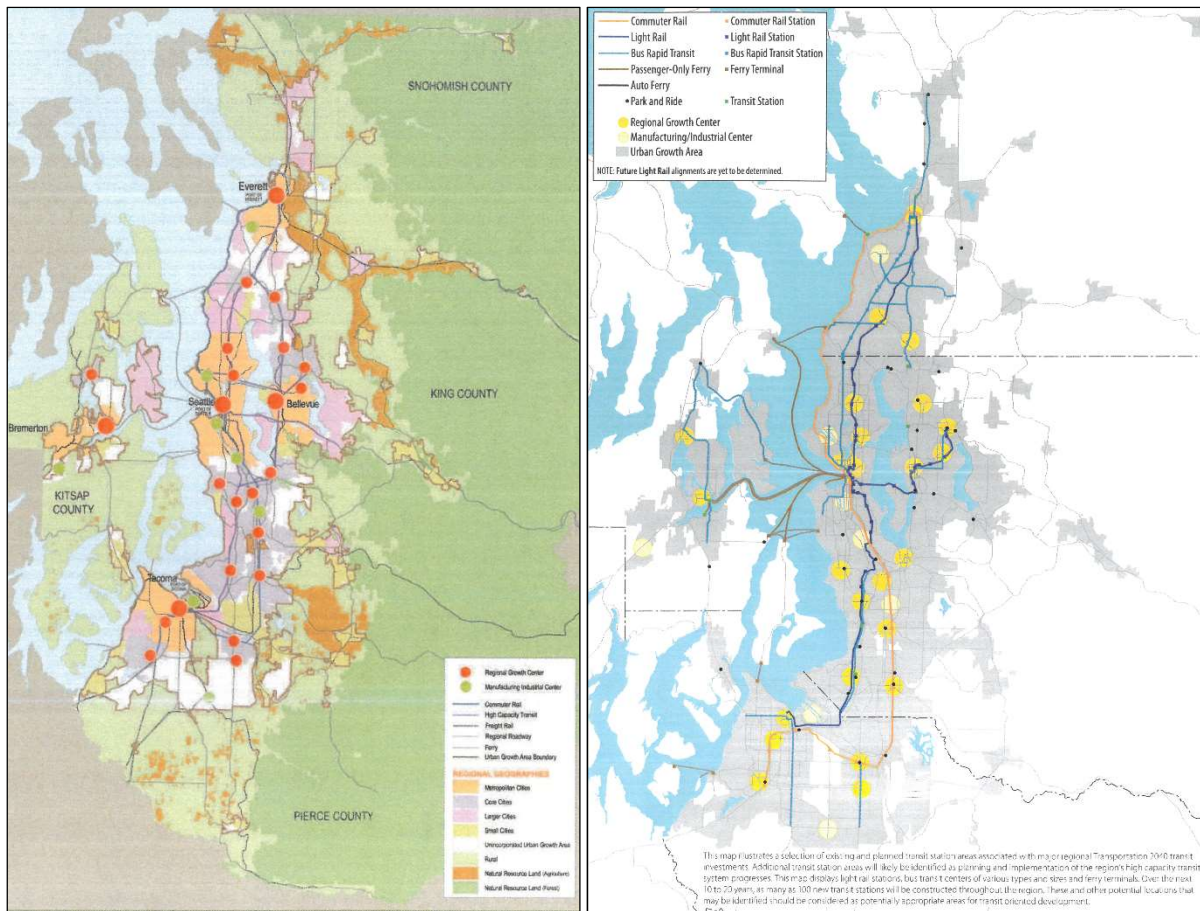 SNOHOMISH COUNTY
Everett
PORT OF
EVERETT
KING COUNTY
Seattle
PORT OF
SEATTLE
Bellevue
Bremerton
KITSAP
COUNTY
Tacoma
PORT OF
TACOMA
PIERCE COUNTY
Regional Growth Center
Manufacturing Industrial Center
Commuter Rail
High Capacity Transit
Freight Rail
Regional Roadway
Ferry
Urban Growth Area Boundary
REGIONAL GEOGRAPHIES
Metropolitan Cities
Core Cities
Larger Cities
Small Cities
Unincorporated Urban Growth Area
Rural
Natural Resource Land (Agriculture)
Natural Resource Land (Forest)
Commuter Rail
Commuter Rail Station
Light Rail
Light Rail Station
Bus Rapid Transit
Bus Rapid Transit Station
Passenger-Only Ferry
Ferry Terminal
Auto Ferry
Park and Ride
Transit Station
Regional Growth Center
Manufacturing/Industrial Center
Urban Growth Area
NOTE: Future Light Rail alignments are yet to be determined.
This map illustrates a selection of existing and planned transit station areas associated with major regional Transportation 2040 transit
investments. Additional transit station areas will likely be identified as planning and implementation of the region's high capacity transit
system progresses. This map displays light rail stations, bus transit centers of various types and sizes and ferry terminals. Over the next
10 to 20 years, as many as 100 new transit stations will be constructed throughout the region. These and other potential locations that
may be identified should be considered as potentially appropriate areas for transit oriented development.